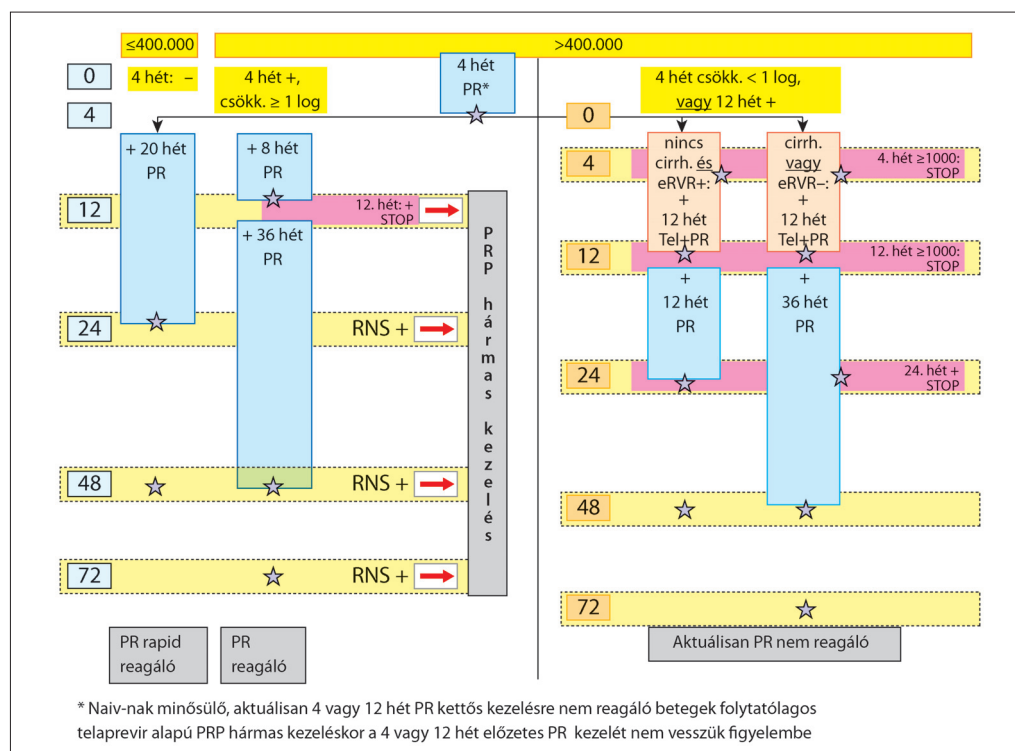 ≤400.000
>400.000
0
4 hét: –
4 hét +,
csökk. ≥ 1 log
4 hét
PR*
4 hét csökk. < 1 log,
vagy 12 hét +
4
0
+ 20 hét
PR
+ 8 hét
PR
12
12. hét: +
STOP
+ 36 hét
PR
24
RNS +
48
RNS +
72
RNS +
PRP hármas kezelés
nincs
cirrh. és
eRVR+:
+
12 hét
Tel+PR
cirrh.
vagy
eRVR–:
+
12 hét
Tel+PR
4
4. hét ≥1000:
STOP
12
12. hét ≥1000:
STOP
+
12 hét
PR
+
36 hét
PR
24
24. hét +
STOP
48
72
PR rapid
reagáló
PR
reagáló
Aktuálisan PR nem reagáló
* Naiv-nak minősülő, aktuálisan 4 vagy 12 hét PR kettős kezelésre nem reagáló betegek folytatólagos
telaprevir alapú PRP hármas kezeléskor a 4 vagy 12 hét előzetes PR kezelét nem vesszük figyelembe